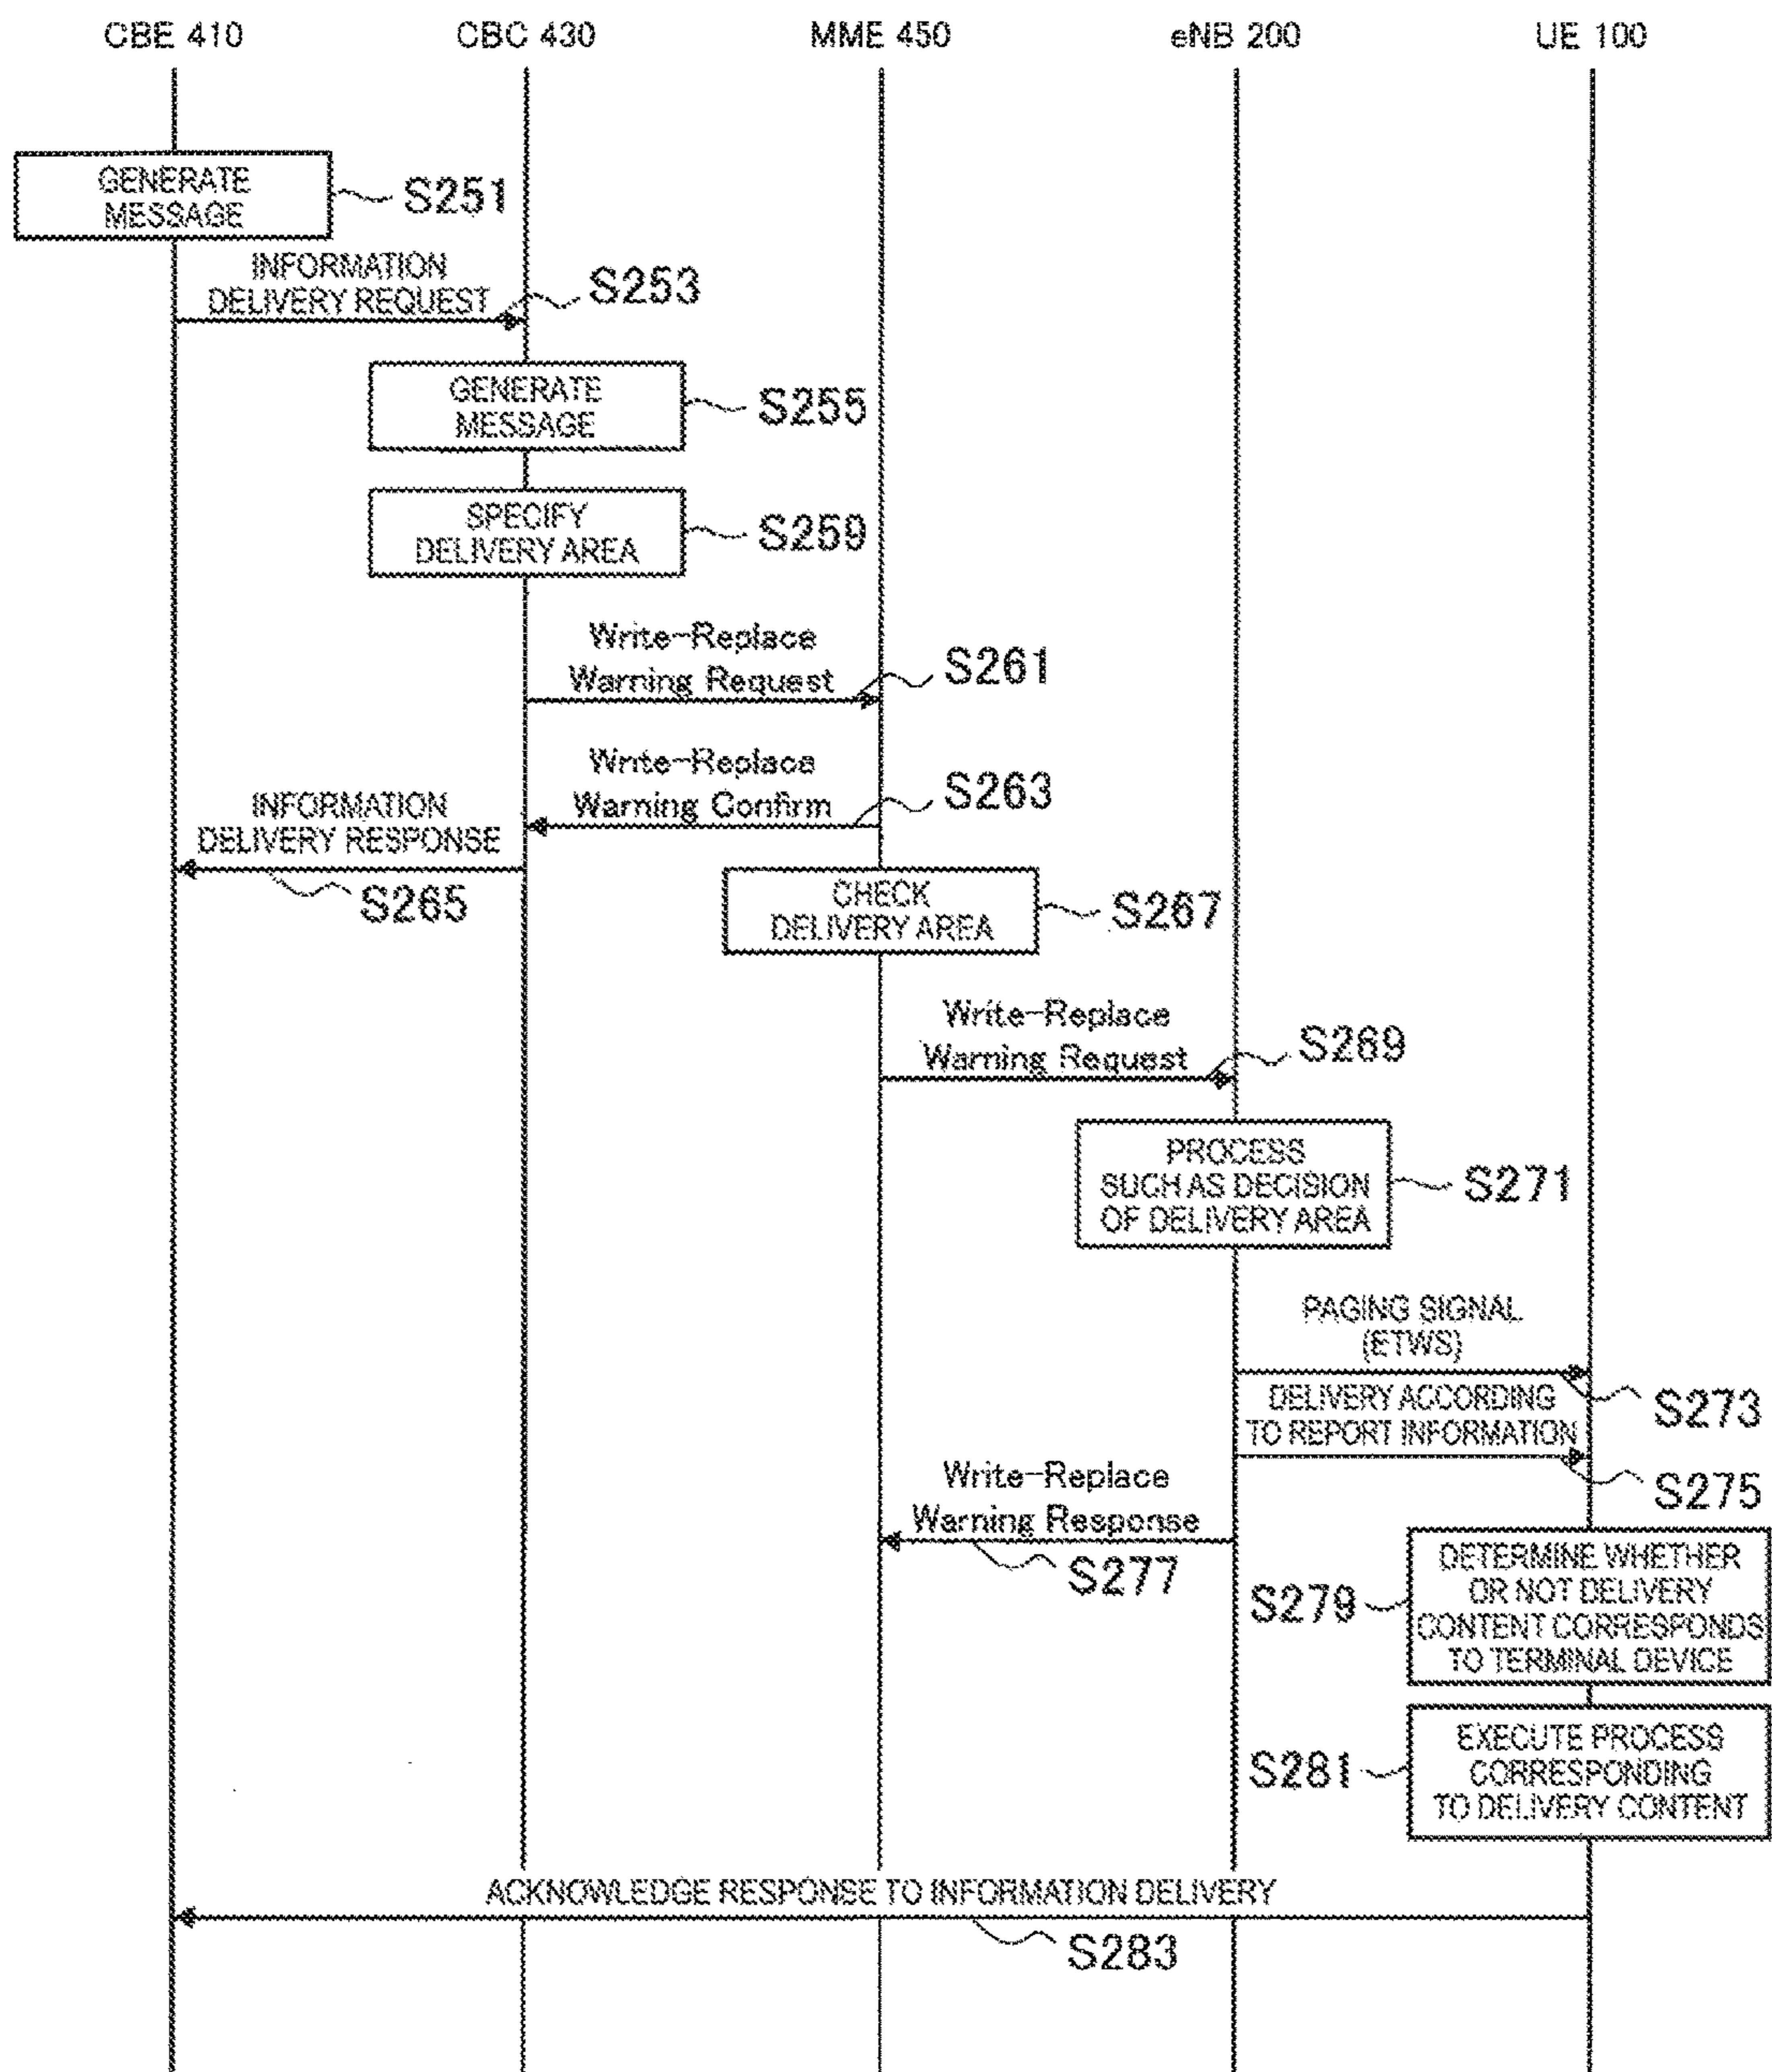 CBE 410
CBC 430
MME 450
eNB 200
UE 100
GENERATE
MESSAGE
S251
INFORMATION
DELIVERY REQUEST
S253
GENERATE
MESSAGE
S255
SPECIFY
DELIVERY AREA
S259
Write-Replace
Warning Request
S261
Write-Replace
Warning Confirm
S263
INFORMATION
DELIVERY RESPONSE
S265
CHECK
DELIVERY AREA
S267
Write-Replace
Warning Request
S269
PROCESS
SUCH AS DECISION
OF DELIVERY AREA
S271
PAGING SIGNAL
(ETWS)
S273
DELIVERY ACCORDING
TO REPORT INFORMATION
S275
Write-Replace
Warning Response
S277
DETERMINE WHETHER
OR NOT DELIVERY
CONTENT CORRESPONDS
TO TERMINAL DEVICE
S279
EXECUTE PROCESS
CORRESPONDING
TO DELIVERY CONTENT
S281
ACKNOWLEDGE RESPONSE TO INFORMATION DELIVERY
S283